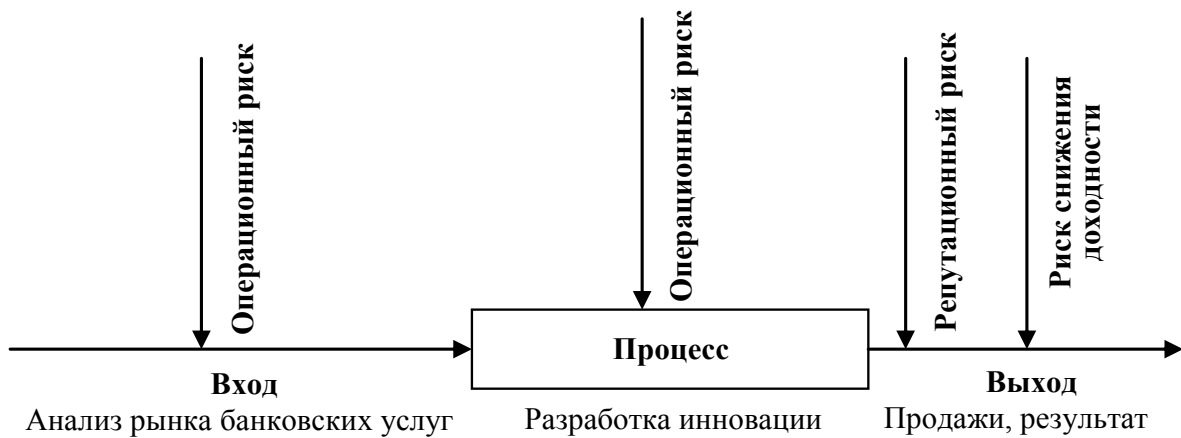 Операционный риск
Операционный риск
Репутационный риск
Риск снижения
доходности
Процесс
Вход
Анализ рынка банковских услуг
Разработка инновации
Выход
Продажи, результат